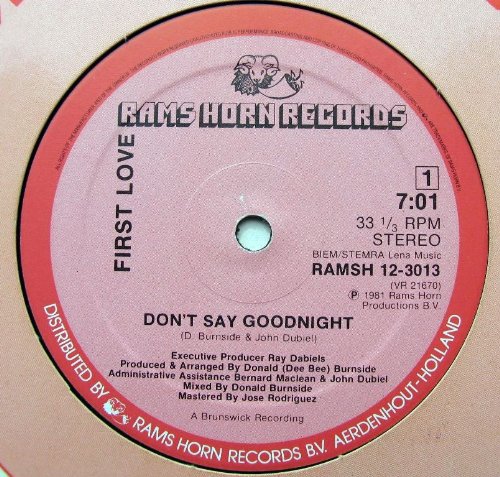 RAMS HORN RECORDS
FIRST LOVE
1
7:01
33 1/3 RPM
STEREO
BIEM/STEMRA Lena Music
RAMSH 12-3013
(VR 21670)
℗ 1981 Rams Horn
Productions B.V.
DON'T SAY GOODNIGHT
(D. Burnside & John Dubiel)
Executive Producer Ray Dabiels
Produced & Arranged By Donald (Dee Bee) Burnside
Administrative Assistance Bernard Maclean & John Dubiel
Mixed By Donald Burnside
Mastered By Jose Rodriguez
A Brunswick Recording
DISTRIBUTED BY RAMS HORN RECORDS B.V. AERDENHOUT-HOLLAND